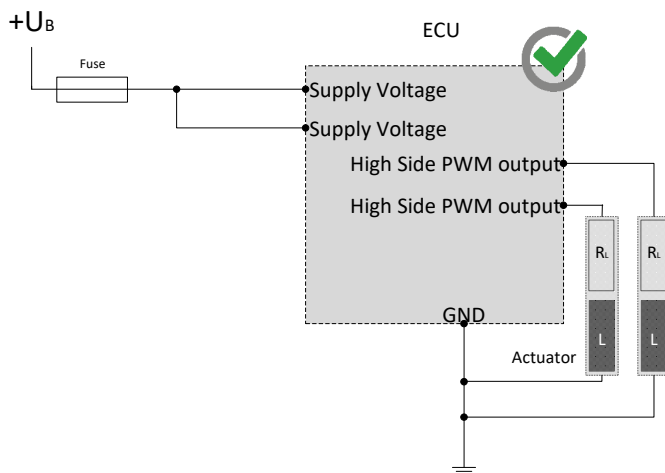 +UB
ECU
Fuse
Supply Voltage
Supply Voltage
High Side PWM output
High Side PWM output
RL
RL
GND
L
L
Actuator